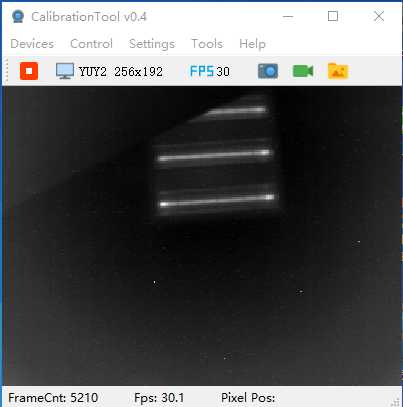 CalibrationTool v0.4
Devices Control Settings Tools Help
YUY2 256x192 FPS 30
FrameCnt: 5210 Fps: 30.1 Pixel Pos: